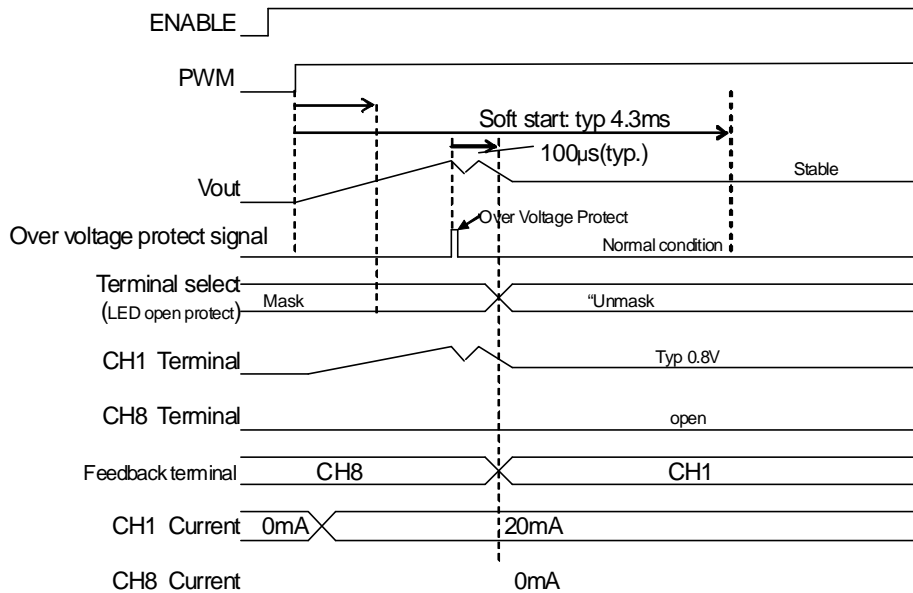 ENABLE
PWM
Soft start: typ 4.3ms
100µs(typ.)
Vout
Stable
Over Voltage Protect
Over voltage protect signal
Normal condition
Terminal select
(LED open protect)
Mask
“Unmask
CH1 Terminal
Typ 0.8V
CH8 Terminal
open
Feedback terminal
CH8
CH1
CH1 Current
0mA
20mA
CH8 Current
0mA